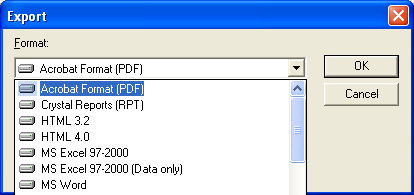 Export
Format:
Acrobat Format (PDF)
OK
Acrobat Format (PDF)
Cancel
Crystal Reports (RPT)
HTML 3.2
HTML 4.0
MS Excel 97-2000
MS Excel 97-2000 (Data only)
MS Word